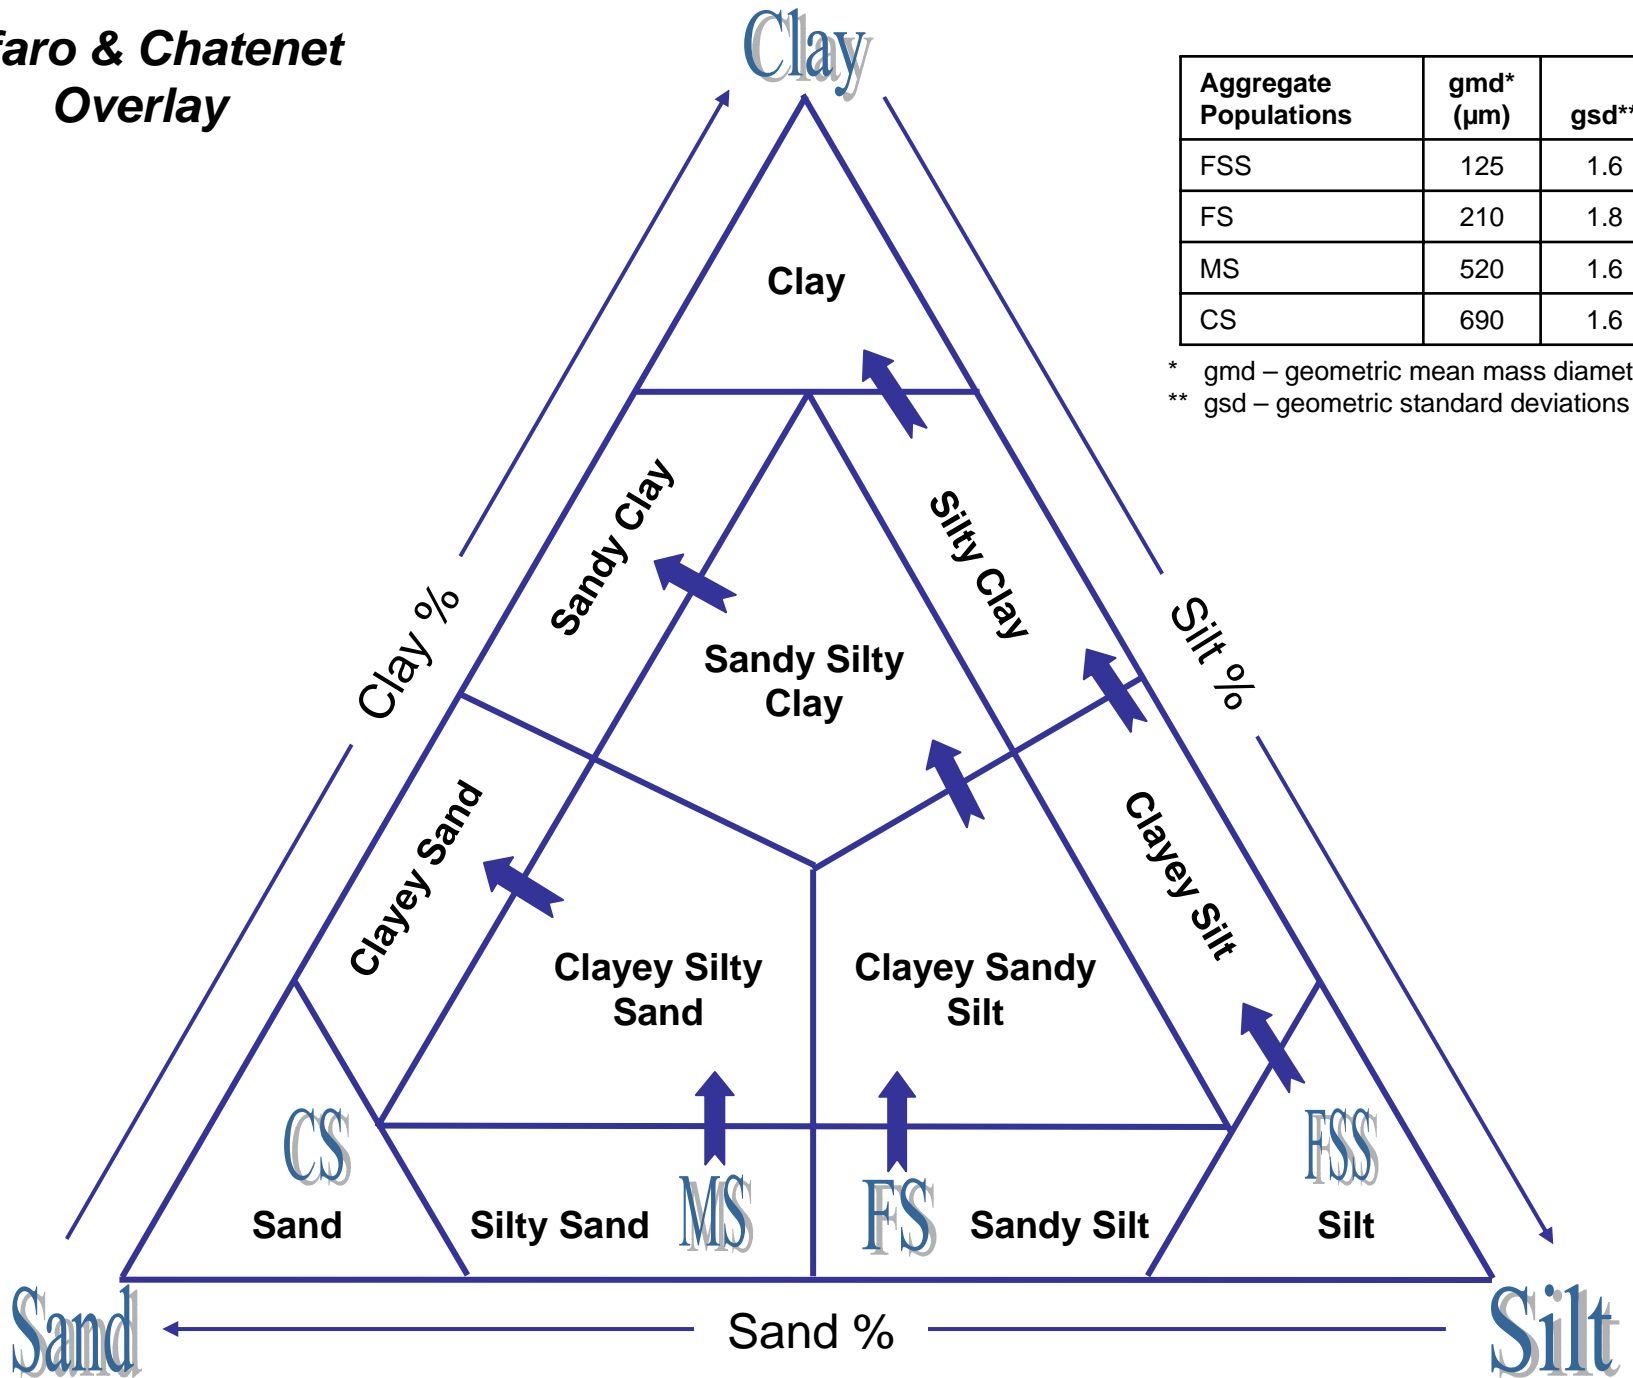 faro & Chatenet
Overlay
Clay
Aggregate Populations gmd* (µm) gsd**
FSS 125 1.6
FS 210 1.8
MS 520 1.6
CS 690 1.6
* gmd – geometric mean mass diamet
** gsd – geometric standard deviations
Clay
Sandy Clay
Silty Clay
Clay %
Silt %
Sandy Silty
Clay
Clayey Sand
Clayey Silt
Clayey Silty
Sand
Clayey Sandy
Silt
CS
FSS
MS
FS
Sand
Silty Sand
Sandy Silt
Silt
Sand
Sand %
Silt